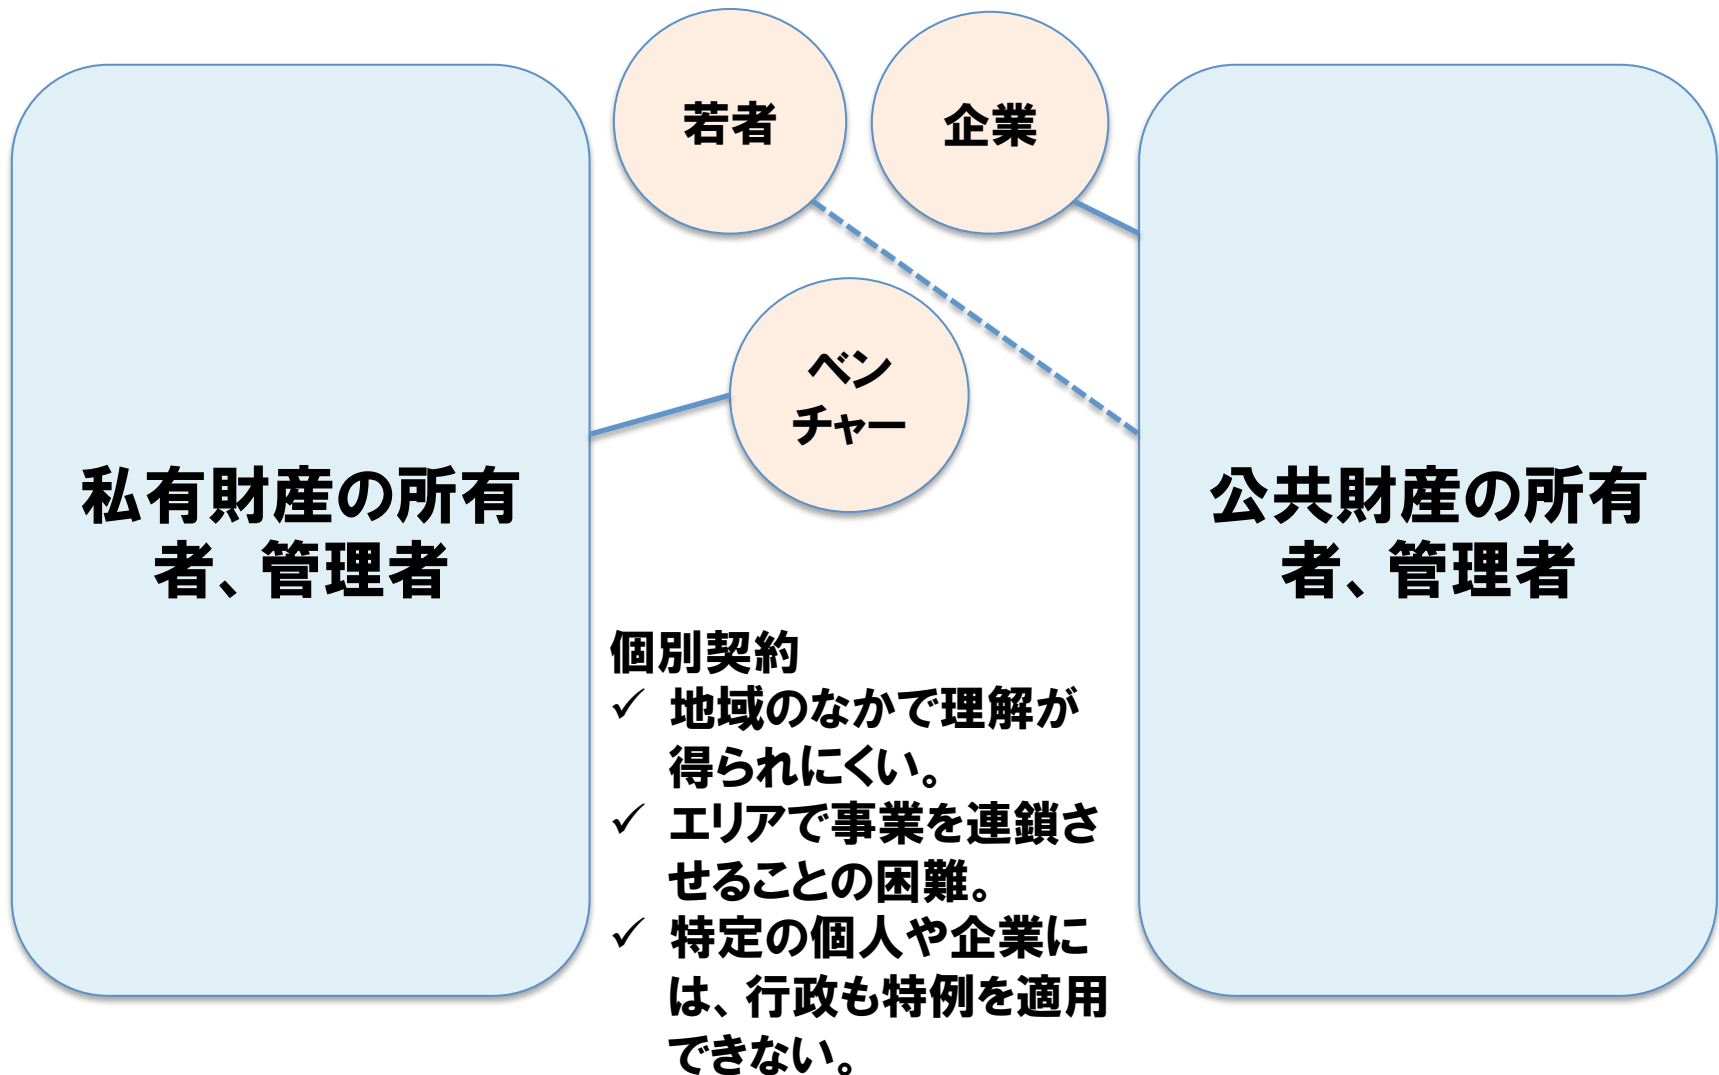 若者
企業
ベン
チャー
私有財産の所有
者、管理者
公共財産の所有
者、管理者
個別契約
✓ 地域のなかで理解が
得られにくい。
✓ エリアで事業を連鎖さ
せることの困難。
✓ 特定の個人や企業に
は、行政も特例を適用
できない。